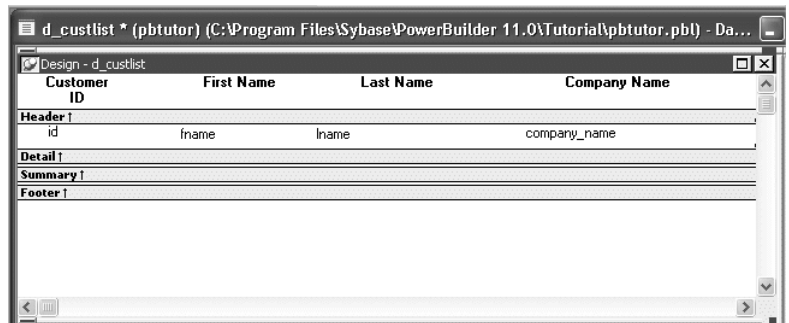 d_custlist * (pbtutor) (C:\Program Files\Sybase\PowerBuilder 11.0\Tutorial\pbtutor.pbl) - Da...
Design - d_custlist
Customer ID First Name Last Name Company Name
Header ↑
id fname lname company_name
Detail ↑
Summary ↑
Footer ↑